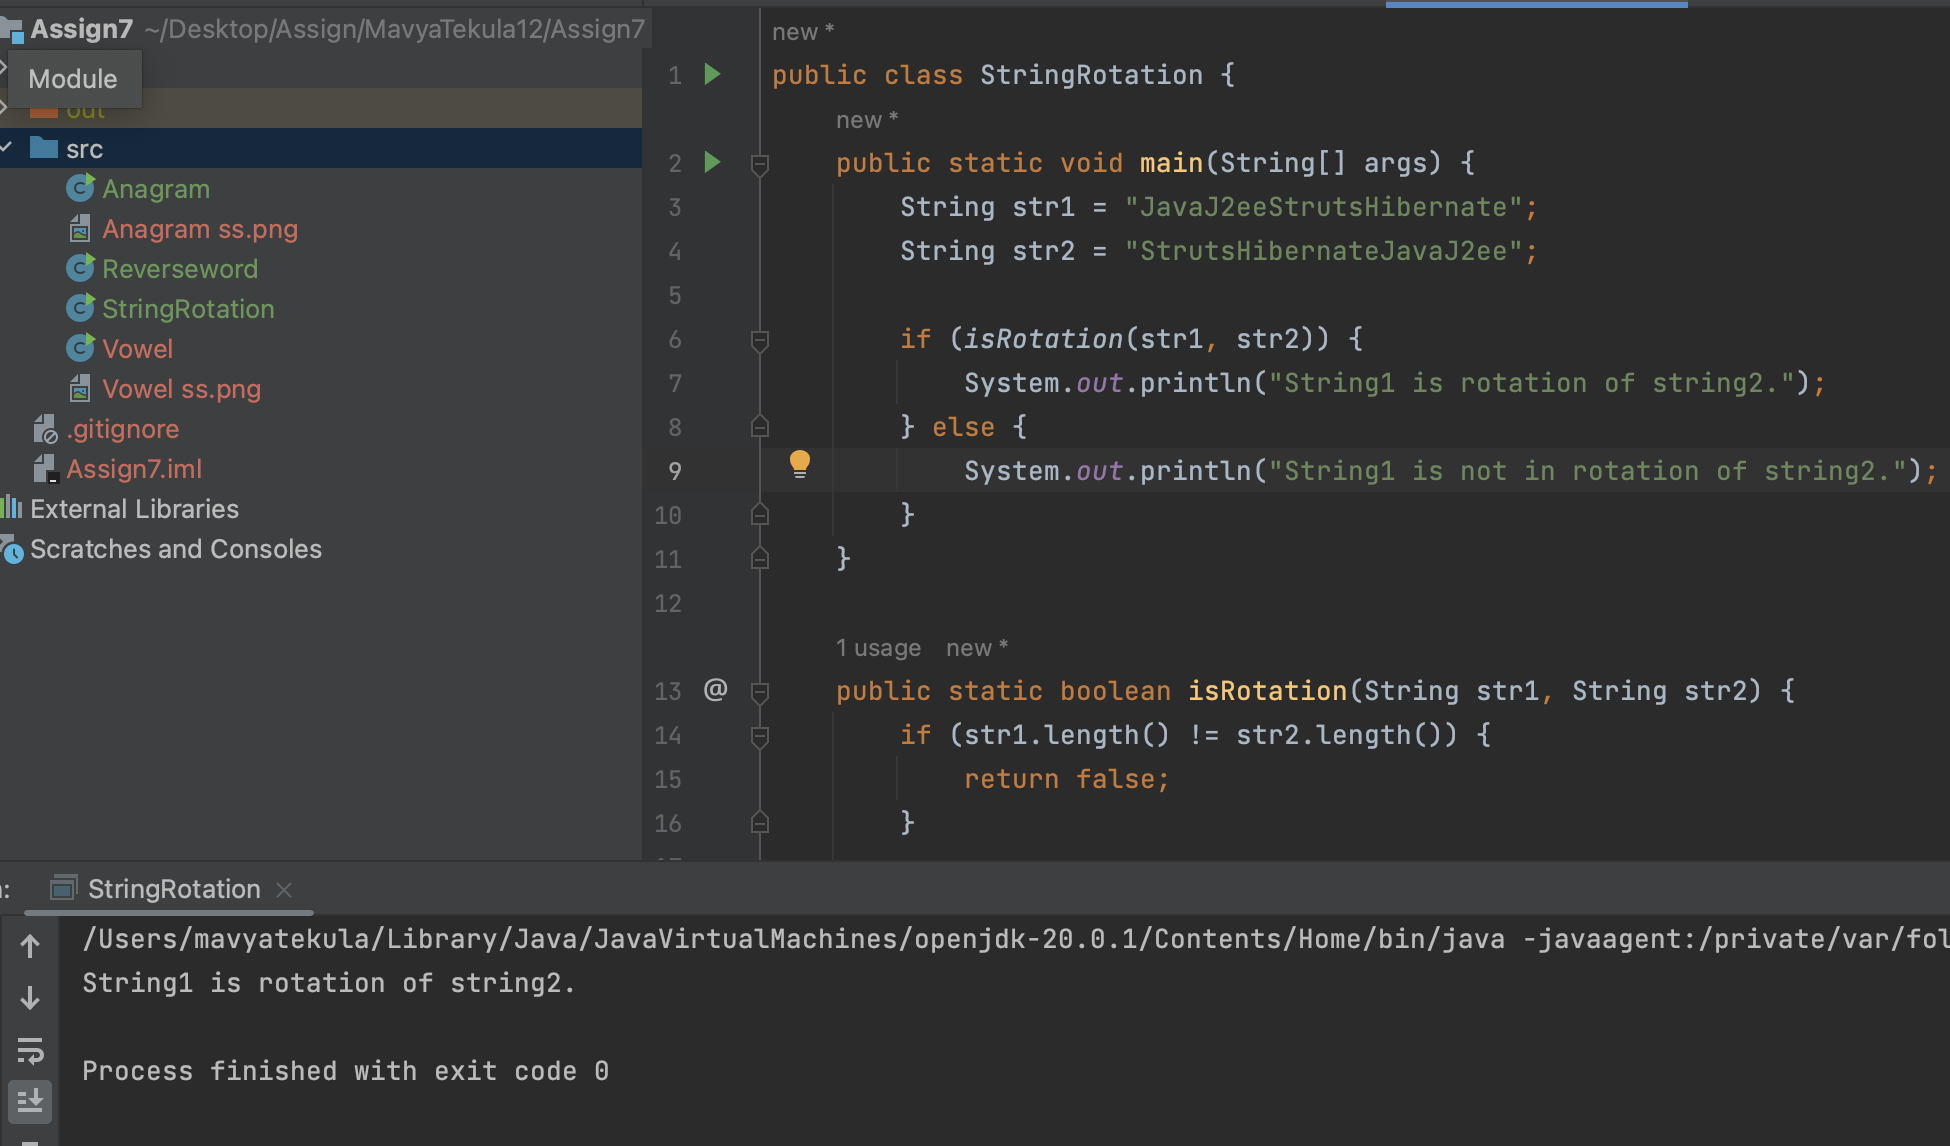 Assign7 ~/Desktop/Assign/MavyaTekula12/Assign7
Module
out
src
Anagram
Anagram ss.png
Reverseword
StringRotation
Vowel
Vowel ss.png
.gitignore
Assign7.iml
External Libraries
Scratches and Consoles
new *
1 public class StringRotation {
new *
2 public static void main(String[] args) {
3 String str1 = "JavaJ2eeStrutsHibernate";
4 String str2 = "StrutsHibernateJavaJ2ee";
5
6 if (isRotation(str1, str2)) {
7 System.out.println("String1 is rotation of string2.");
8 } else {
9 System.out.println("String1 is not in rotation of string2.");
10 }
11 }
12
1 usage new *
13 @ public static boolean isRotation(String str1, String str2) {
14 if (str1.length() != str2.length()) {
15 return false;
16 }
StringRotation
/Users/mavyatekula/Library/Java/JavaVirtualMachines/openjdk-20.0.1/Contents/Home/bin/java -javaagent:/private/var/fol
String1 is rotation of string2.
Process finished with exit code 0